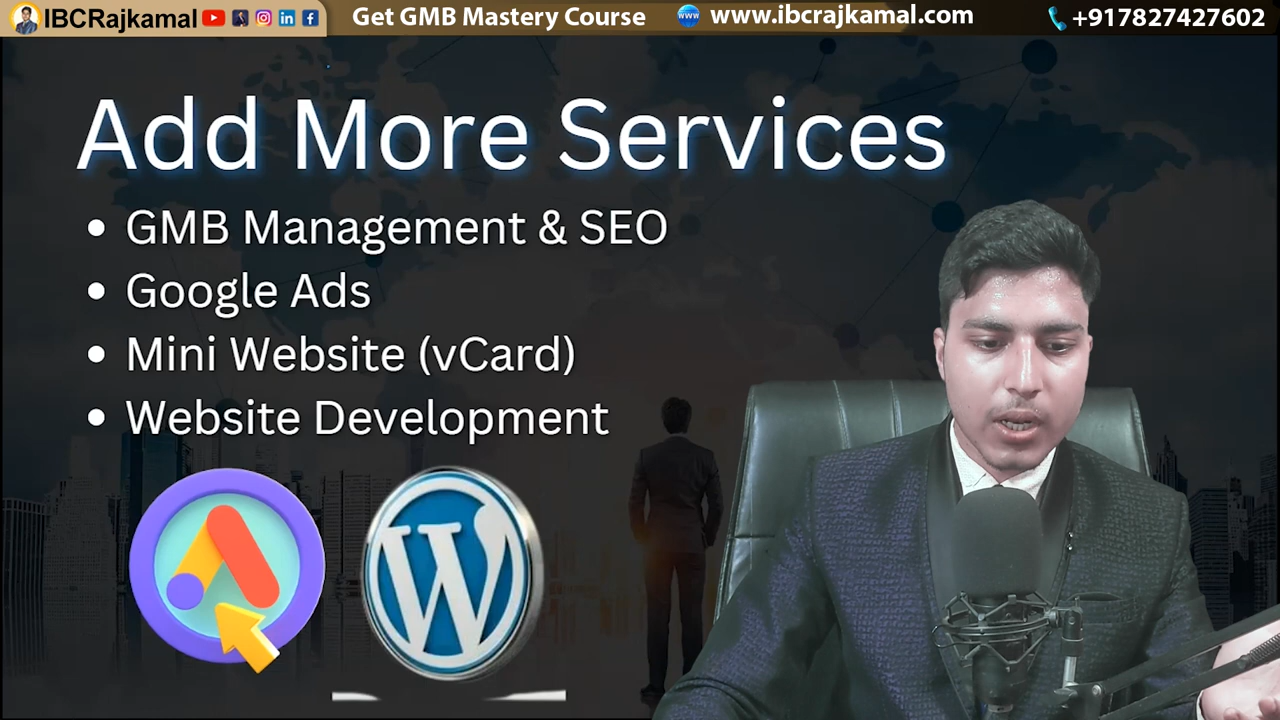 IBCRajkamal
Get GMB Mastery Course
www.ibcrajkamal.com
+917827427602
Add More Services
• GMB Management & SEO
• Google Ads
• Mini Website (vCard)
• Website Development